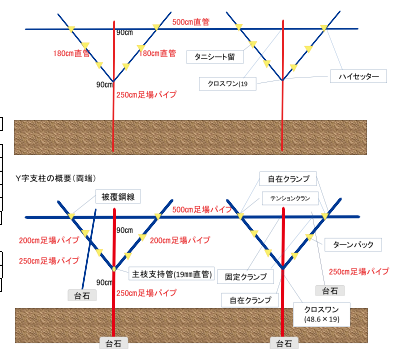 500cm直管
90cm
180cm直管
180cm直管
タニシート留
クロスワン(19
ハイセッター
90cm
250cm足場パイプ
Y字支柱の概要(両端)
被覆鋼線
自在クランプ
テンションクラン
500cm足場パイプ
90cm
200cm足場パイプ
200cm足場パイプ
ターンバック
250cm足場パイプ
主枝支持管(19mm直管)
固定クランプ
250cm足場パイプ
90cm
250cm足場パイプ
台石
自在クランプ
台石
クロスワン
(48.6×19)
台石
台石